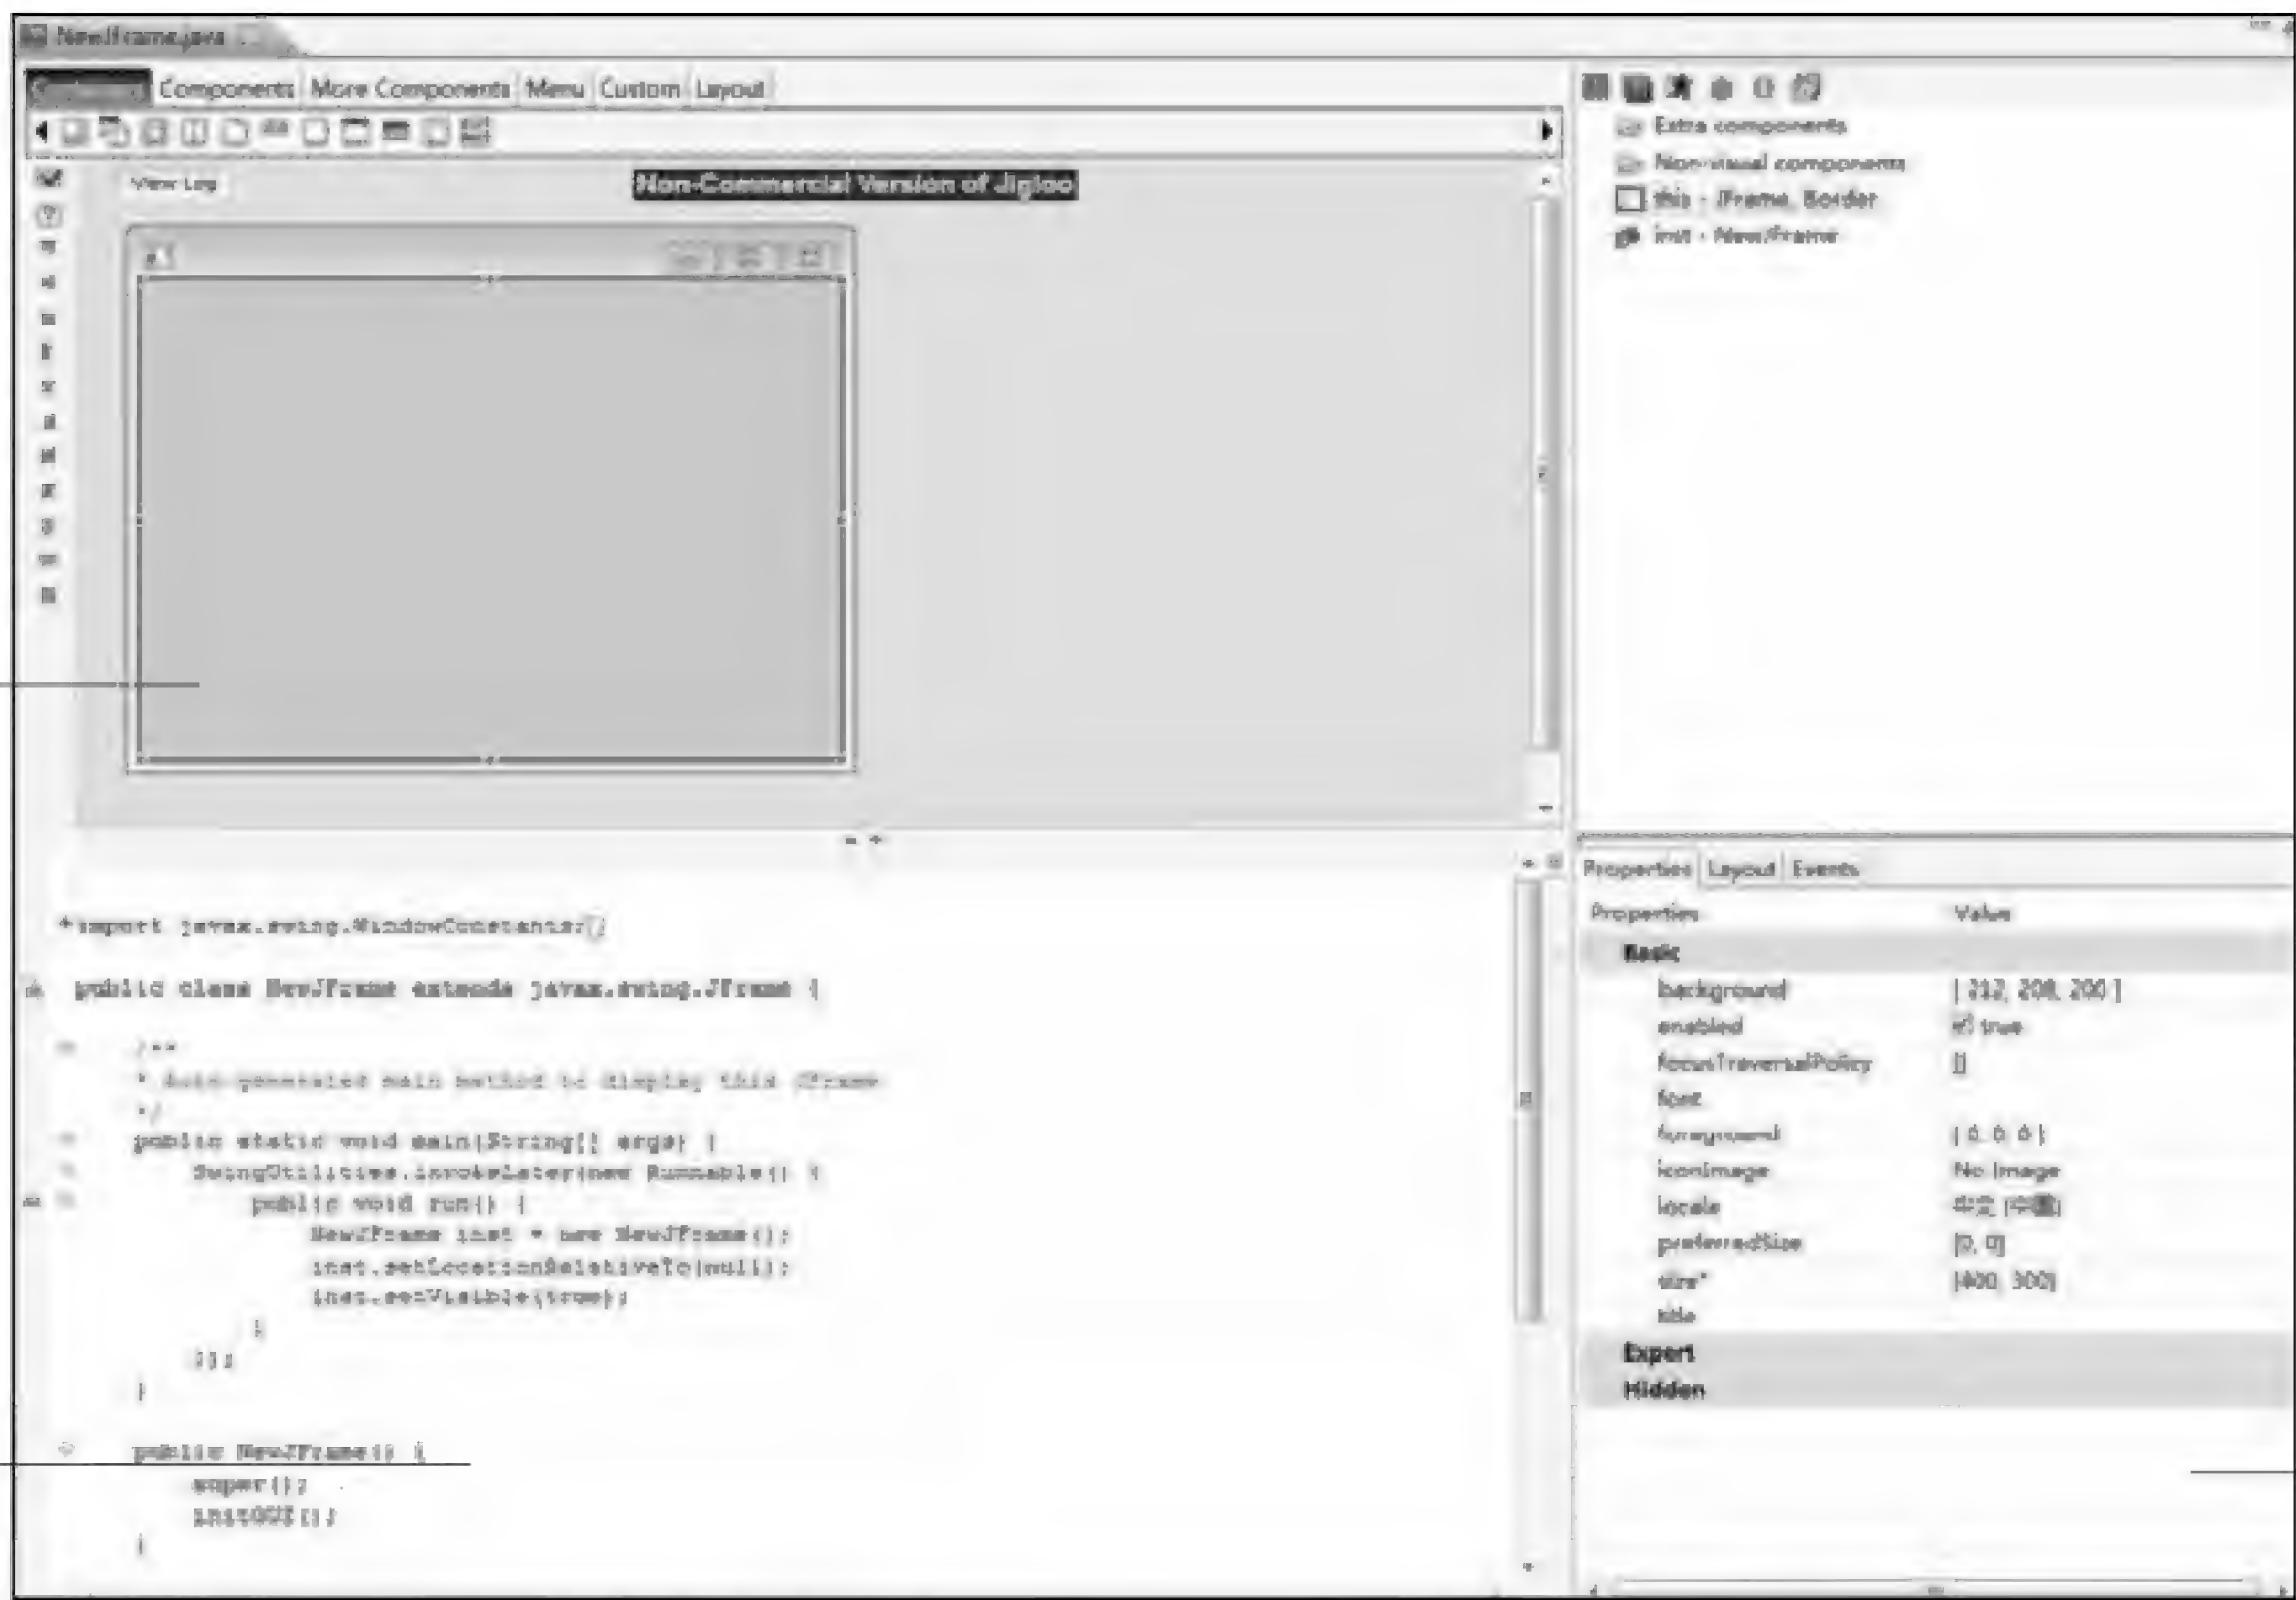 NewJFrame.java
Components More Components Menu Custom Layout
View Log
Non-Commercial Version of Jigloo
Extra components
Non-visual components
this - JFrame, Border
inst - NewJFrame
import javax.swing.WindowConstants;
public class NewJFrame extends javax.swing.JFrame {
/**
* Auto-generated main method to display this JFrame
*/
public static void main(String[] args) {
SwingUtilities.invokeLater(new Runnable() {
public void run() {
NewJFrame inst = new NewJFrame();
inst.setLocationRelativeTo(null);
inst.setVisible(true);
}
});
}
public NewJFrame() {
super();
initGUI();
}
Properties Layout Events
Properties Value
Basic
background [ 212, 208, 200 ]
enabled true
focusTraversalPolicy []
font
foreground [ 0, 0, 0 ]
iconImage No Image
locale 中文 (中国)
preferredSize [0, 0]
size* [400, 300]
title
Expert
Hidden